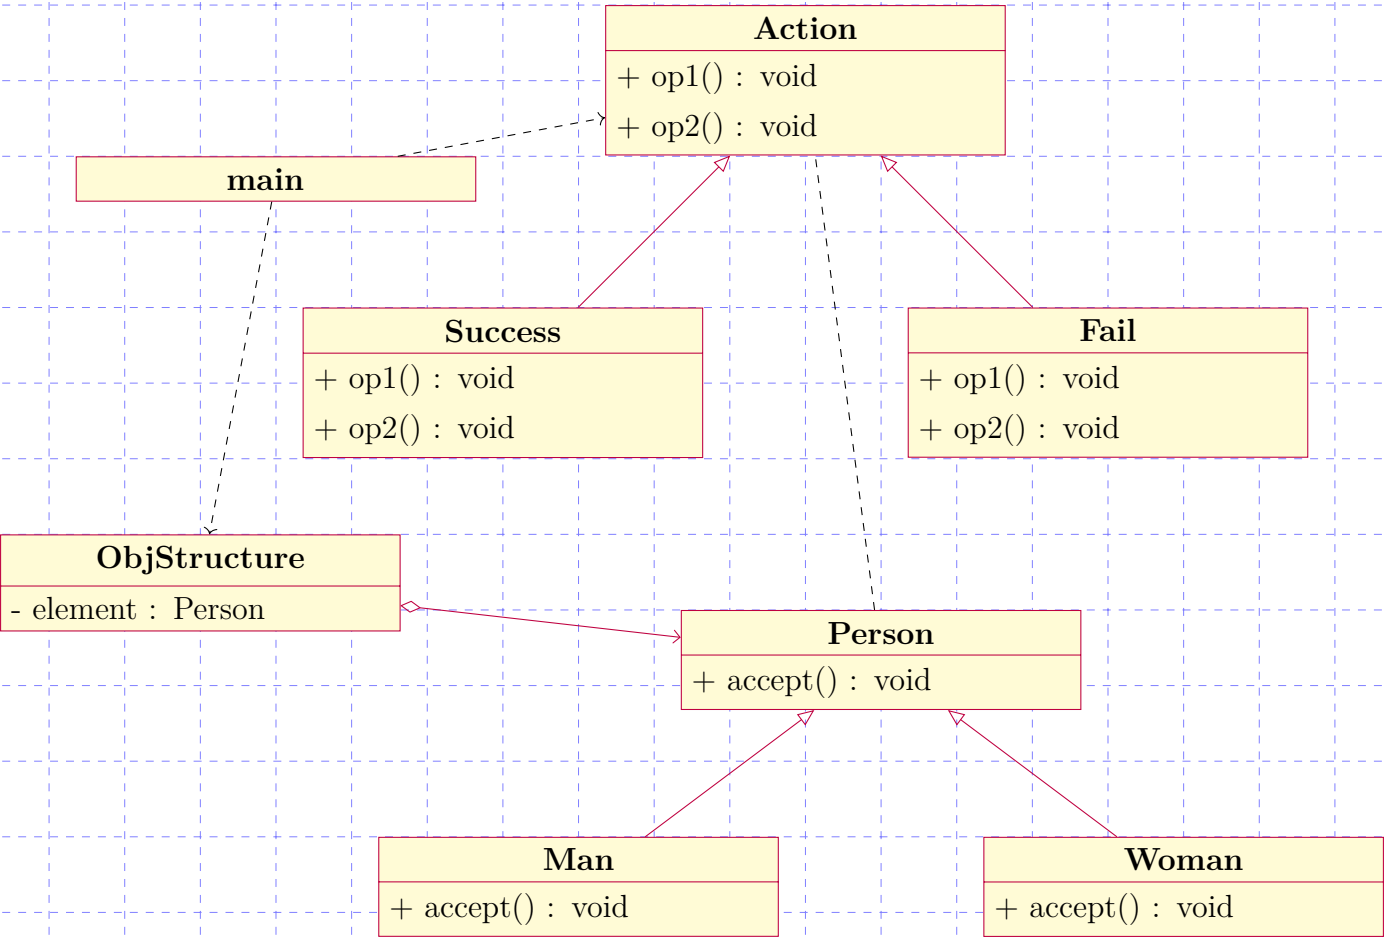 Action
+ op1() : void
+ op2() : void
main
Success
+ op1() : void
+ op2() : void
Fail
+ op1() : void
+ op2() : void
ObjStructure
- element : Person
Person
+ accept() : void
Man
+ accept() : void
Woman
+ accept() : void